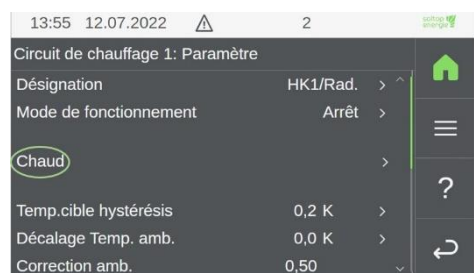 13:55 12.07.2022 2
Circuit de chauffage 1: Paramètre
Désignation HK1/Rad. >
Mode de fonctionnement Arrêt >
Chaud >
Temp.cible hystérésis 0,2 K >
Décalage Temp. amb. 0,0 K >
Correction amb. 0,50
?